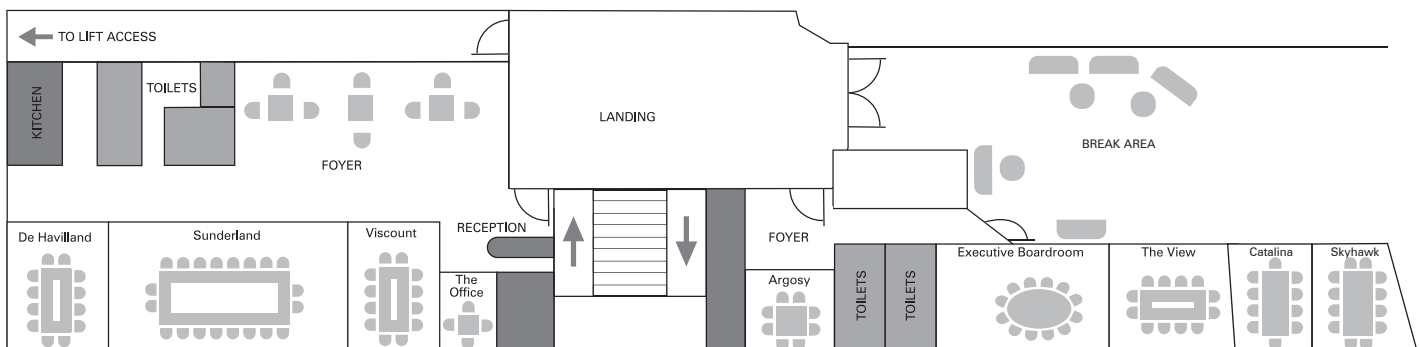 TO LIFT ACCESS
KITCHEN
TOILETS
FOYER
LANDING
BREAK AREA
De Havilland
Sunderland
Viscount
RECEPTION
The
Office
FOYER
Argosy
TOILETS
TOILETS
Executive Boardroom
The View
Catalina
Skyhawk